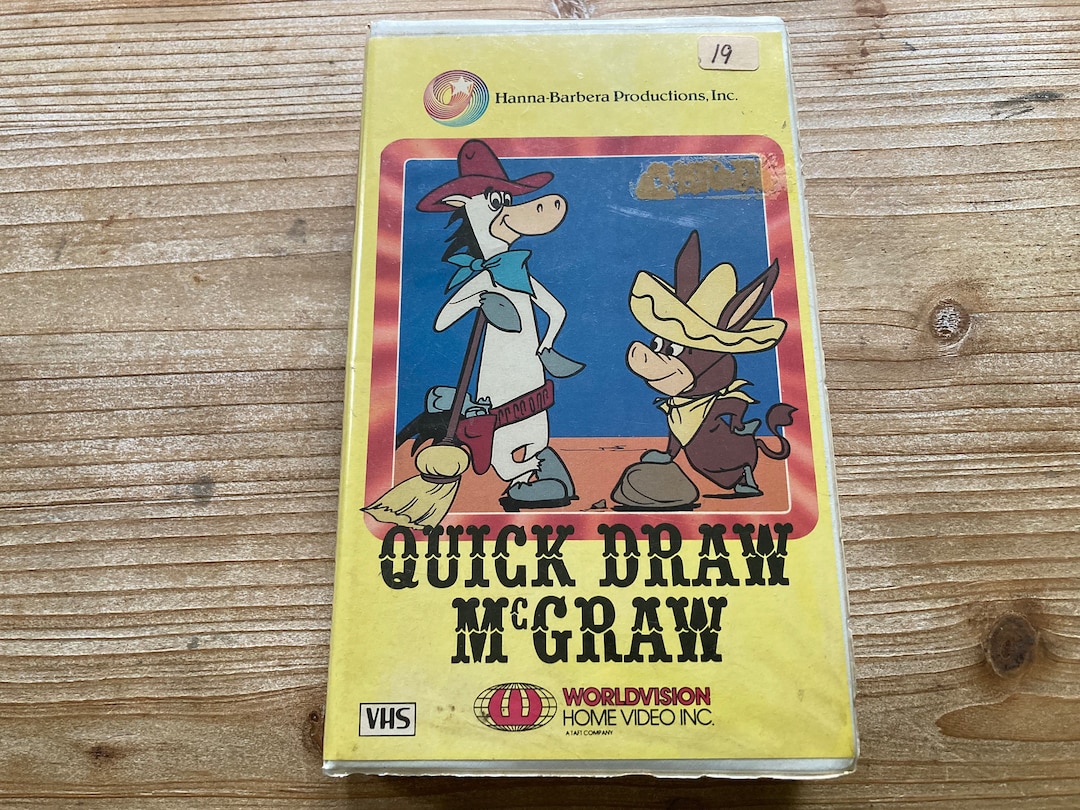 19
Hanna-Barbera Productions, Inc.
QUICK DRAW
McGRAW
VHS
WORLDVISION
HOME VIDEO INC.
A TAFT COMPANY